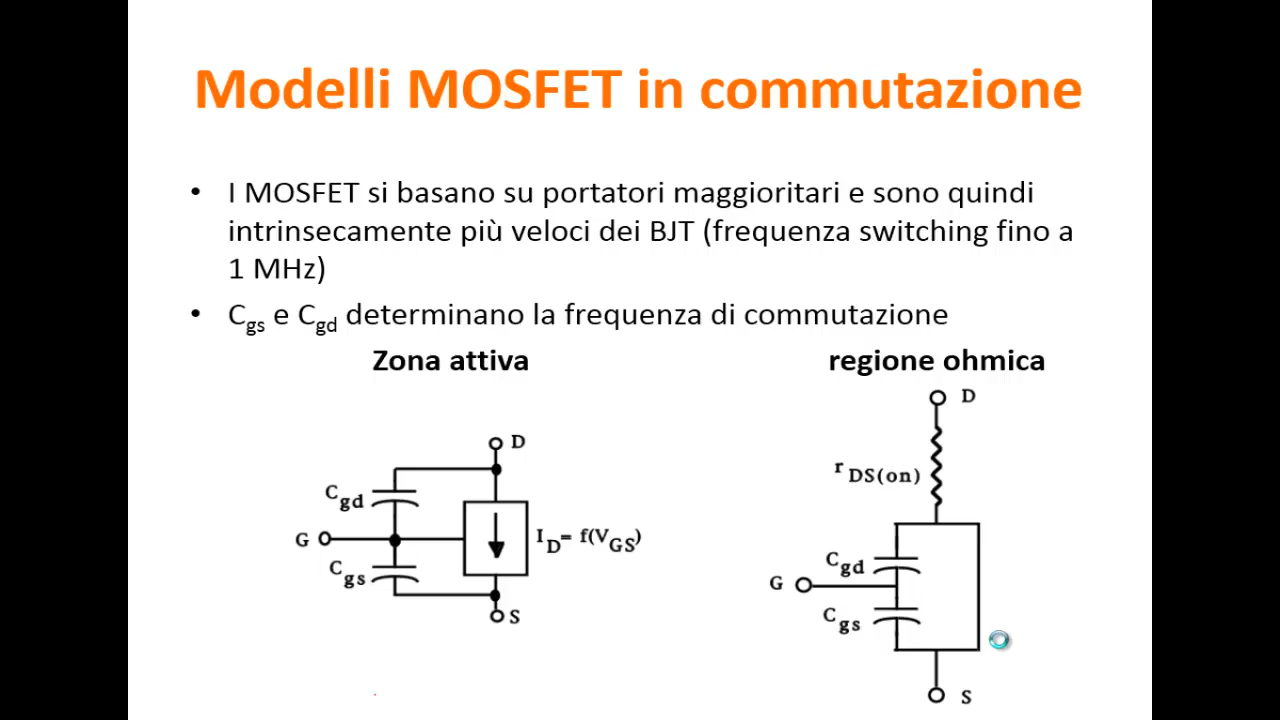 Modelli MOSFET in commutazione
• I MOSFET si basano su portatori maggioritari e sono quindi
intrinsecamente più veloci dei BJT (frequenza switching fino a
1 MHz)
• Cgs e Cgd determinano la frequenza di commutazione
Zona attiva
D
Cgd
G
ID= f(VGS)
Cgs
S
regione ohmica
D
rDS(on)
Cgd
G
Cgs
S